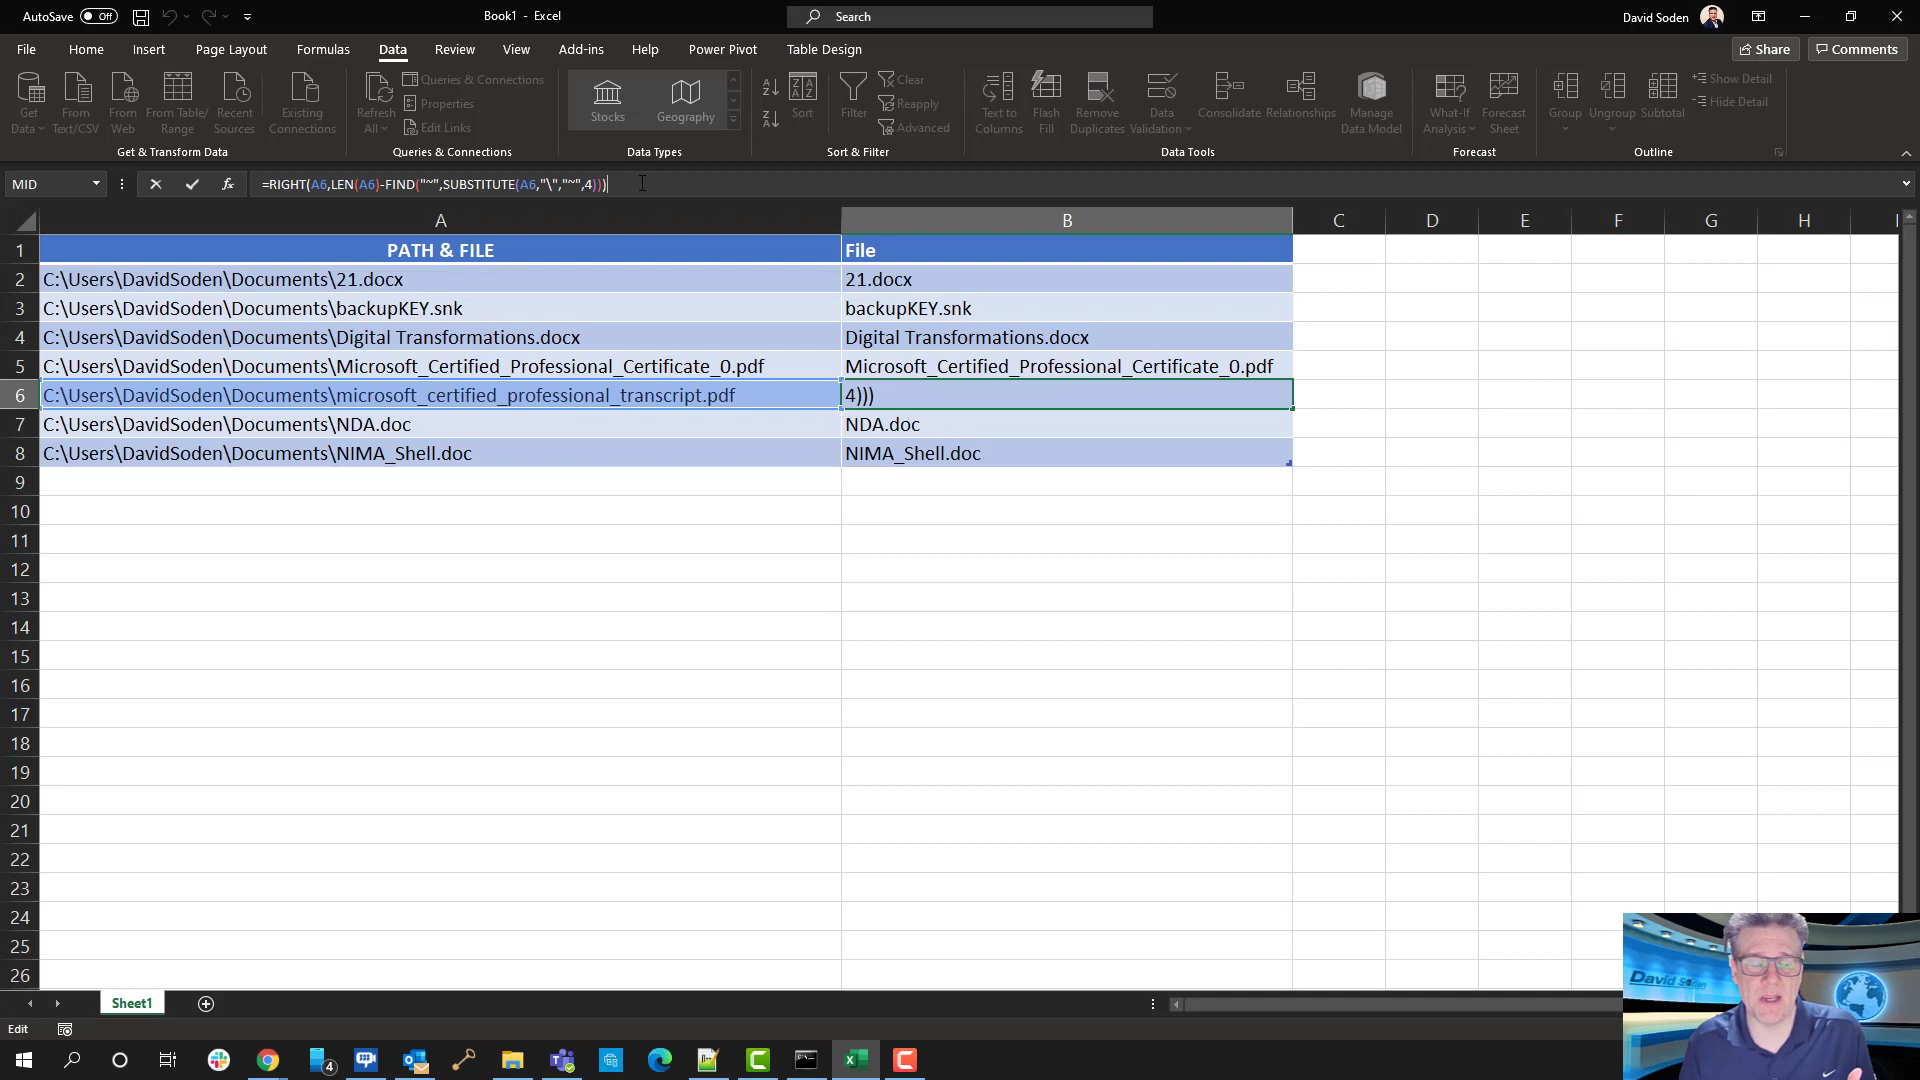 AutoSave Off Book1 - Excel Search David Soden
File Home Insert Page Layout Formulas Data Review View Add-ins Help Power Pivot Table Design Share Comments
Get Data From Text/CSV From Web From Table/ Range Recent Sources Existing Connections Refresh All Queries & Connections Properties Edit Links Stocks Geography Sort Filter Clear Reapply Advanced Text to Columns Flash Fill Remove Duplicates Data Validation Consolidate Relationships Manage Data Model What-If Analysis Forecast Sheet Group Ungroup Subtotal Show Detail Hide Detail
Get & Transform Data Queries & Connections Data Types Sort & Filter Data Tools Forecast Outline
MID fx =RIGHT(A6,LEN(A6)-FIND("~",SUBSTITUTE(A6,"\","~",4)))
A B C D E F G H I
1 PATH & FILE File
2 C:\Users\DavidSoden\Documents\21.docx 21.docx
3 C:\Users\DavidSoden\Documents\backupKEY.snk backupKEY.snk
4 C:\Users\DavidSoden\Documents\Digital Transformations.docx Digital Transformations.docx
5 C:\Users\DavidSoden\Documents\Microsoft_Certified_Professional_Certificate_0.pdf Microsoft_Certified_Professional_Certificate_0.pdf
6 C:\Users\DavidSoden\Documents\microsoft_certified_professional_transcript.pdf 4)))
7 C:\Users\DavidSoden\Documents\NDA.doc NDA.doc
8 C:\Users\DavidSoden\Documents\NIMA_Shell.doc NIMA_Shell.doc
9
10
11
12
13
14
15
16
17
18
19
20
21
22
23
24
25
26
David Soden
Sheet1
Edit
4